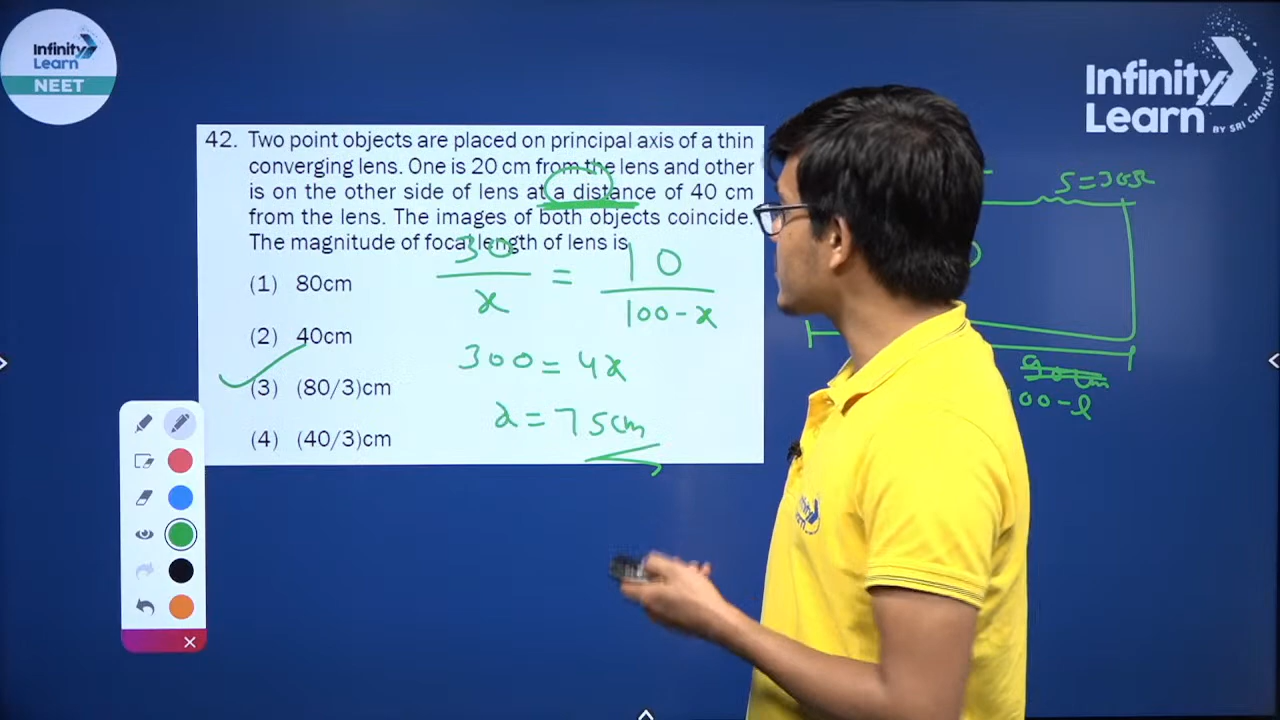 Infinity
Learn
NEET
Infinity
Learn
BY SRI CHAITANYA
42. Two point objects are placed on principal axis of a thin
converging lens. One is 20 cm from the lens and other
is on the other side of lens at a distance of 40 cm
from the lens. The images of both objects coincide.
The magnitude of focal length of lens is
(1) 80cm
(2) 40cm
(3) (80/3)cm
(4) (40/3)cm
30/x = 10/100-x
300 = 4x
x = 75cm
S=30Ω
00-l